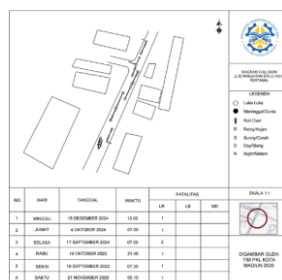 DIAGRAM COLLISION
PERTAMA)
LEGENDA
Luka Luka
Meninggal Dunia
Roll Over
R Rainy/Hujan
S Sunny/Cerah
D Day/Siang
N Night/Malam
NO HARI TANGGAL WAKTU FATALITAS
LR LB MD
1 MINGGU 15 DESEMBER 2024 13.00 1
2 JUMAT 4 OKTOBER 2024 07.00 1
3 SELASA 17 SEPTEMBER 2024 07.00 2
4 RABU 19 OKTOBER 2022 21.45 1
5 SENIN 19 SEPTEMBER 2022 07.00 1
6 SABTU 21 NOVEMBER 2020 1
SKALA 1:1
DIGAMBAR OLEH:
TIM PKL KOTA
MADIUN 2025